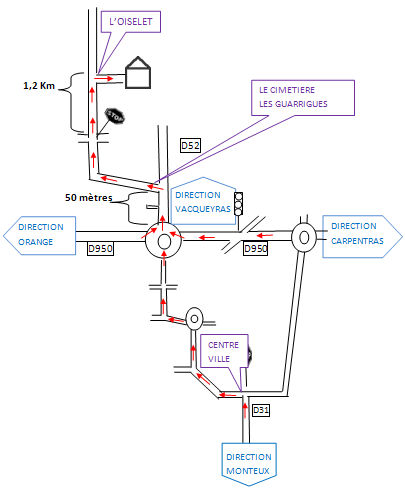 L'OISELET
1,2 Km
STOP
LE CIMETIERE
LES GUARRIGUES
D52
50 mètres
DIRECTION
VACQUEYRAS
DIRECTION
ORANGE
DIRECTION
CARPENTRAS
D950
D950
CENTRE
VILLE
D31
DIRECTION
MONTEUX